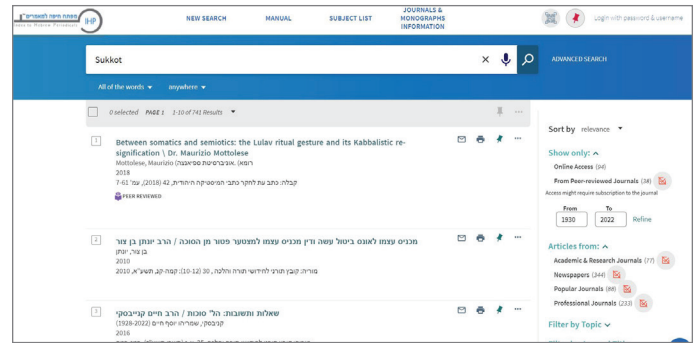 מפתח חיפה למאמרים
Index to Hebrew Periodicals
IHP
NEW SEARCH
MANUAL
SUBJECT LIST
JOURNALS &
MONOGRAPHS
INFORMATION
Login with password & username
Sukkot
ADVANCED SEARCH
All of the words
anywhere
0 selected PAGE 1 1-10 of 741 Results
1
Between somatics and semiotics: the Lulav ritual gesture and its Kabbalistic re-
signification \ Dr. Maurizio Mottolese
Mottolese, Maurizio (אוניברסיטת ספיאנצה, רומא)
2018
קבלה: כתב עת לחקר כתבי המיסטיקה היהודית, 42 (2018), עמ' 7-61
PEER REVIEWED
2
מכניס עצמו לאונס ביטול עשה ודין מכניס עצמו למצטער פטור מן הסוכה / הרב יונתן בן צור
בן צור, יונתן
2010
מוריה: קובץ תורני לחידושי תורה והלכה, 30 (10-12): קמה-קנ, תשע"א, 2010
3
שאלות ותשובות: הל' סוכות / הרב חיים קנייבסקי
קניבסקי, שמריהו יוסף חיים (1928-2022)
2016
Sort by relevance
Show only:
Online Access (94)
From Peer-reviewed Journals (38)
Access might require subscription to the journal
From To
1930 2022 Refine
Articles from:
Academic & Research Journals (77)
Newspapers (344)
Popular Journals (88)
Professional Journals (233)
Filter by Topic